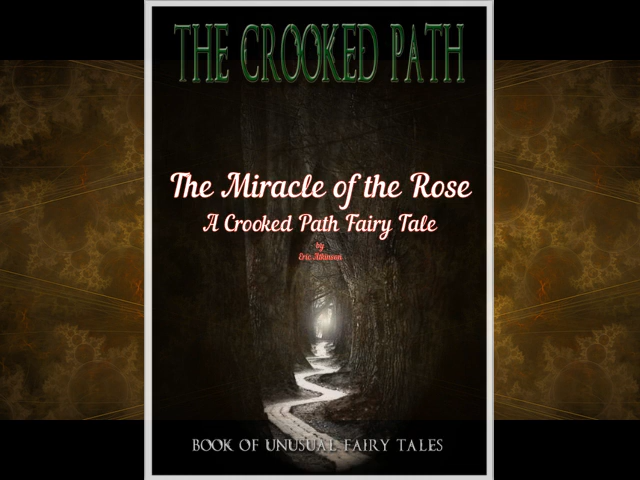 THE CROOKED PATH
The Miracle of the Rose
A Crooked Path Fairy Tale
by
Eric Atkinson
BOOK OF UNUSUAL FAIRY TALES